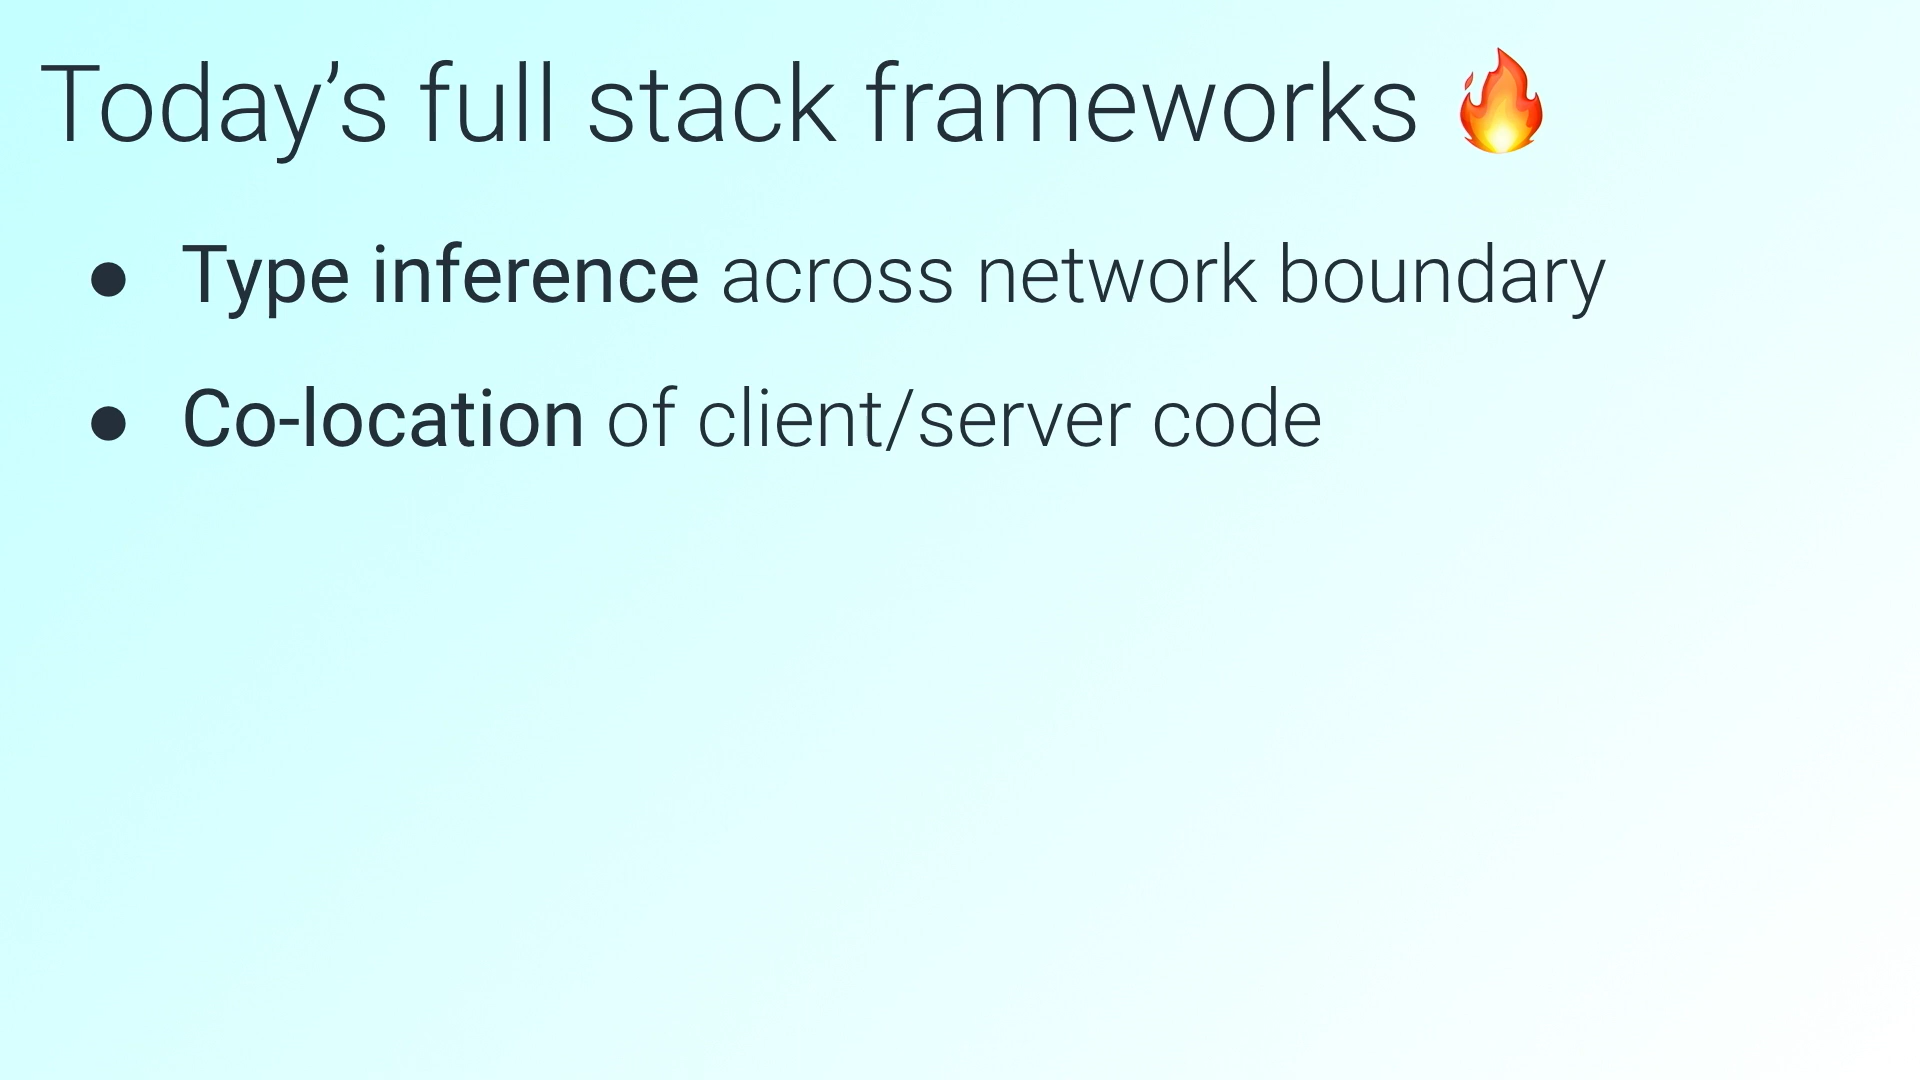 Today’s full stack frameworks 🔥
● Type inference across network boundary
● Co-location of client/server code